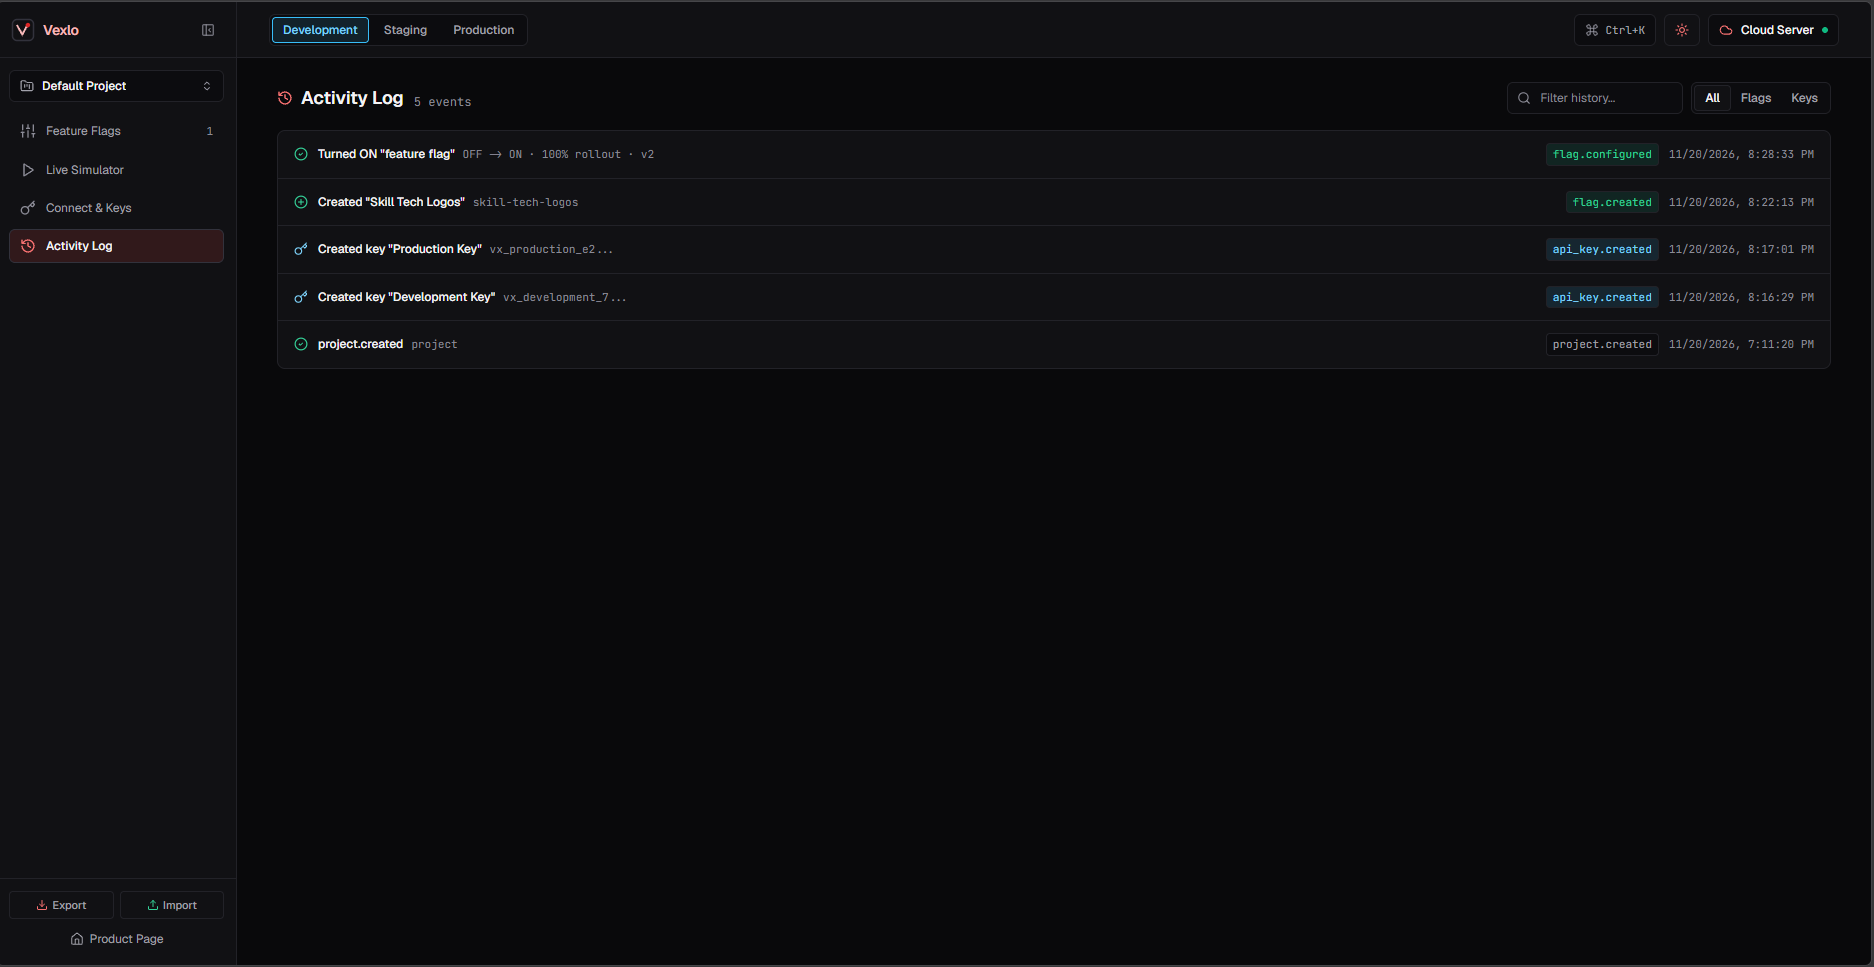 Vexlo
Development Staging Production
Ctrl+K
Cloud Server
Default Project
Feature Flags 1
Live Simulator
Connect & Keys
Activity Log
Activity Log 5 events
Filter history...
All Flags Keys
Turned ON "feature flag" OFF → ON · 100% rollout · v2 flag.configured 11/20/2026, 8:28:33 PM
Created "Skill Tech Logos" skill-tech-logos flag.created 11/20/2026, 8:22:13 PM
Created key "Production Key" vx_production_e2... api_key.created 11/20/2026, 8:17:01 PM
Created key "Development Key" vx_development_7... api_key.created 11/20/2026, 8:16:29 PM
project.created project project.created 11/20/2026, 7:11:20 PM
Export Import
Product Page